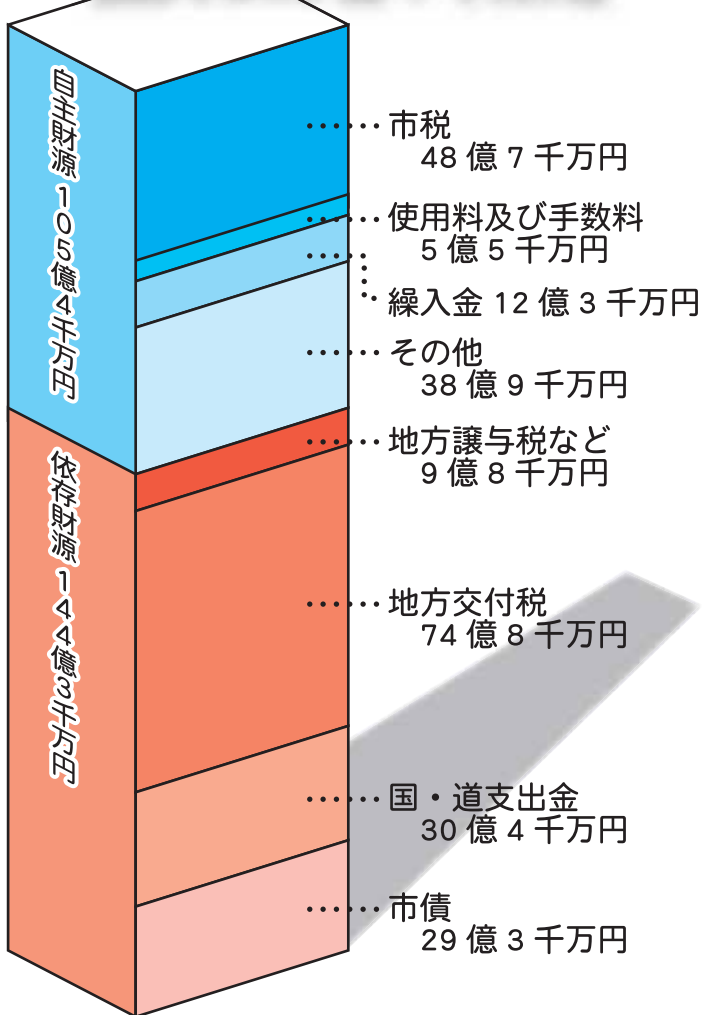 自主財源 105億4千万円
市税
48 億 7 千万円
使用料及び手数料
5 億 5 千万円
繰入金 12 億 3 千万円
その他
38 億 9 千万円
依存財源 144億3千万円
地方譲与税など
9 億 8 千万円
地方交付税
74 億 8 千万円
国・道支出金
30 億 4 千万円
市債
29 億 3 千万円